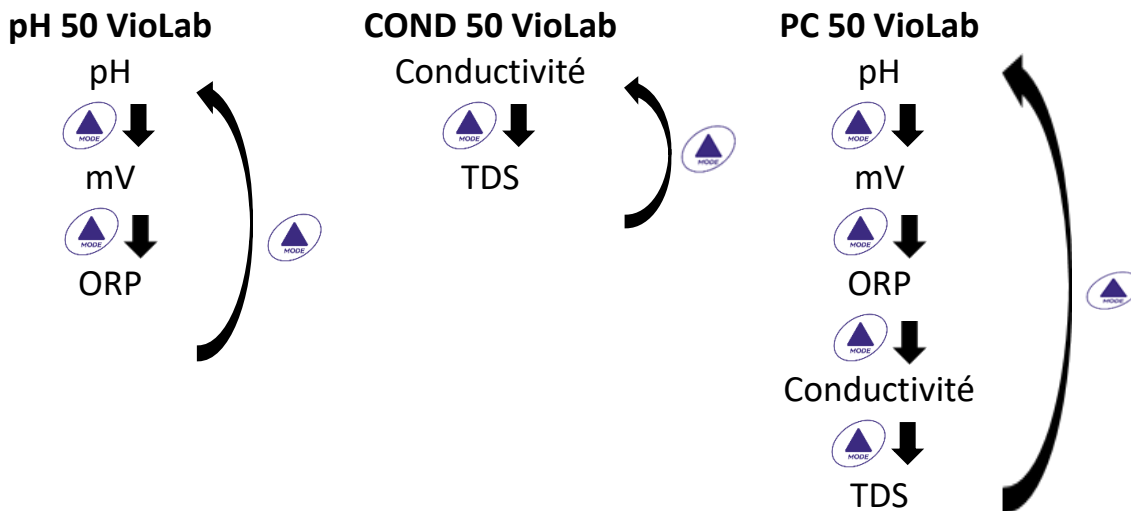 pH 50 VioLab
pH
MODE
mV
MODE
ORP
MODE
COND 50 VioLab
Conductivité
MODE
TDS
MODE
PC 50 VioLab
pH
MODE
mV
MODE
ORP
MODE
Conductivité
MODE
TDS
MODE